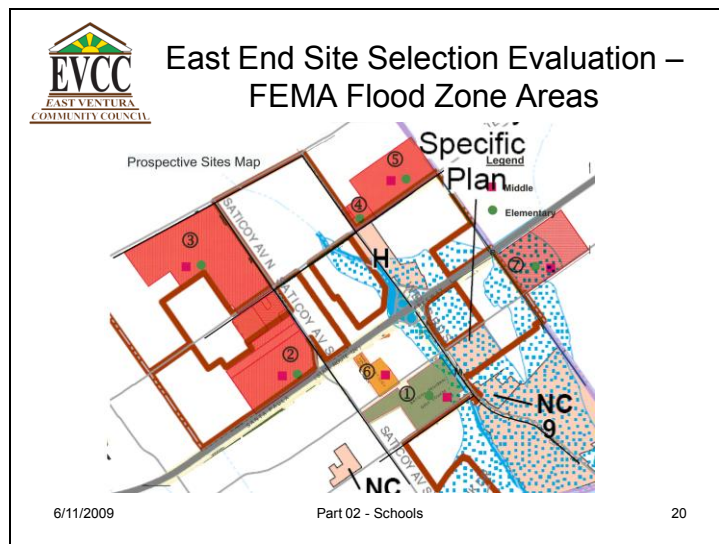 EVCC
EAST VENTURA
COMMUNITY COUNCIL
East End Site Selection Evaluation –
FEMA Flood Zone Areas
Prospective Sites Map
Specific
Plan
Legend
Middle
Elementary
⑤
④
③
H
⑦
SATICOY AV N
SATICOY AV S
②
⑥
①
M
NC
9
SATICOY AV S
NC
6/11/2009
Part 02 - Schools
20